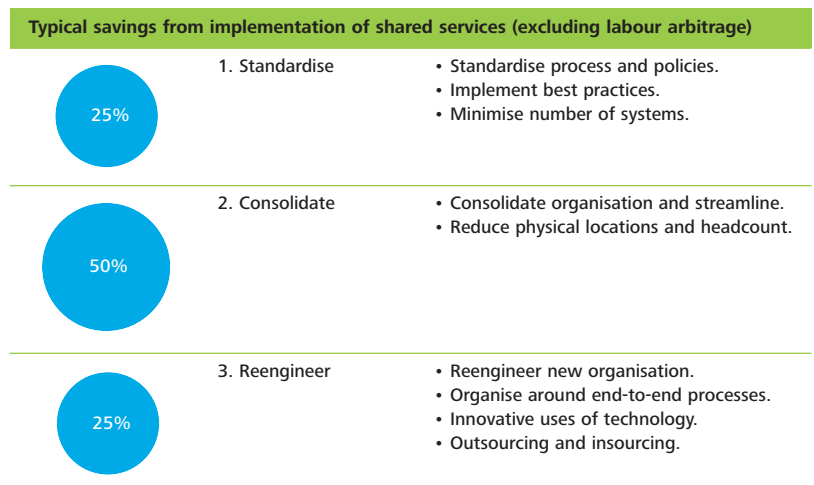 Typical savings from implementation of shared services (excluding labour arbitrage)
25%
1. Standardise
• Standardise process and policies.
• Implement best practices.
• Minimise number of systems.
50%
2. Consolidate
• Consolidate organisation and streamline.
• Reduce physical locations and headcount.
25%
3. Reengineer
• Reengineer new organisation.
• Organise around end-to-end processes.
• Innovative uses of technology.
• Outsourcing and insourcing.